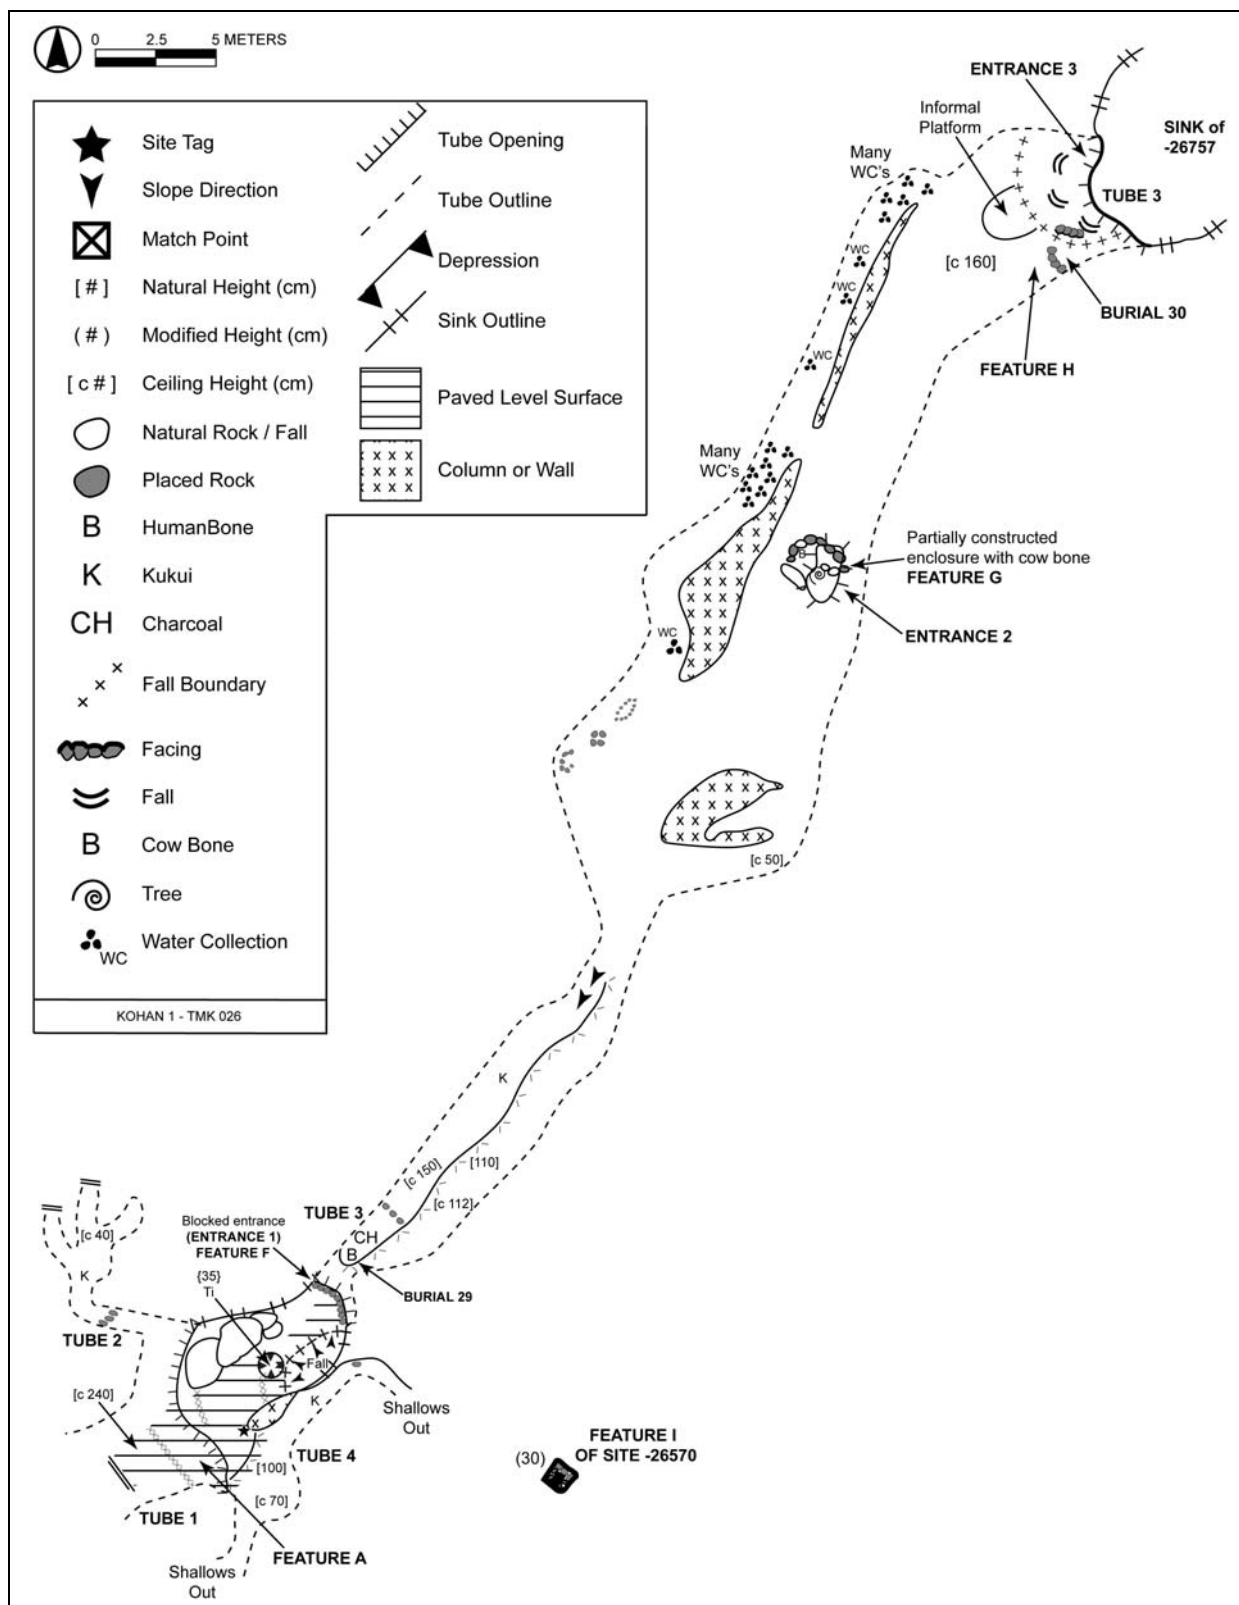 0 2.5 5 METERS
Site Tag
Slope Direction
Match Point
[ # ] Natural Height (cm)
( # ) Modified Height (cm)
[ c # ] Ceiling Height (cm)
Natural Rock / Fall
Placed Rock
B HumanBone
K Kukui
CH Charcoal
Fall Boundary
Facing
Fall
B Cow Bone
Tree
WC Water Collection
Tube Opening
Tube Outline
Depression
Sink Outline
Paved Level Surface
Column or Wall
KOHAN 1 - TMK 026
ENTRANCE 3
Informal
Platform
SINK of
-26757
Many
WC's
TUBE 3
WC
[c 160]
WC
BURIAL 30
WC
FEATURE H
Many
WC's
Partially constructed
enclosure with cow bone
FEATURE G
B
ENTRANCE 2
WC
[c 50]
K
[c 150]
[110]
[c 112]
TUBE 3
CH
B
BURIAL 29
Blocked entrance
(ENTRANCE 1)
FEATURE F
[c 40]
K
{35}
Ti
TUBE 2
Fall
K
Shallows
Out
[c 240]
TUBE 4
[100]
[c 70]
TUBE 1
FEATURE A
Shallows
Out
FEATURE I
OF SITE -26570
(30)